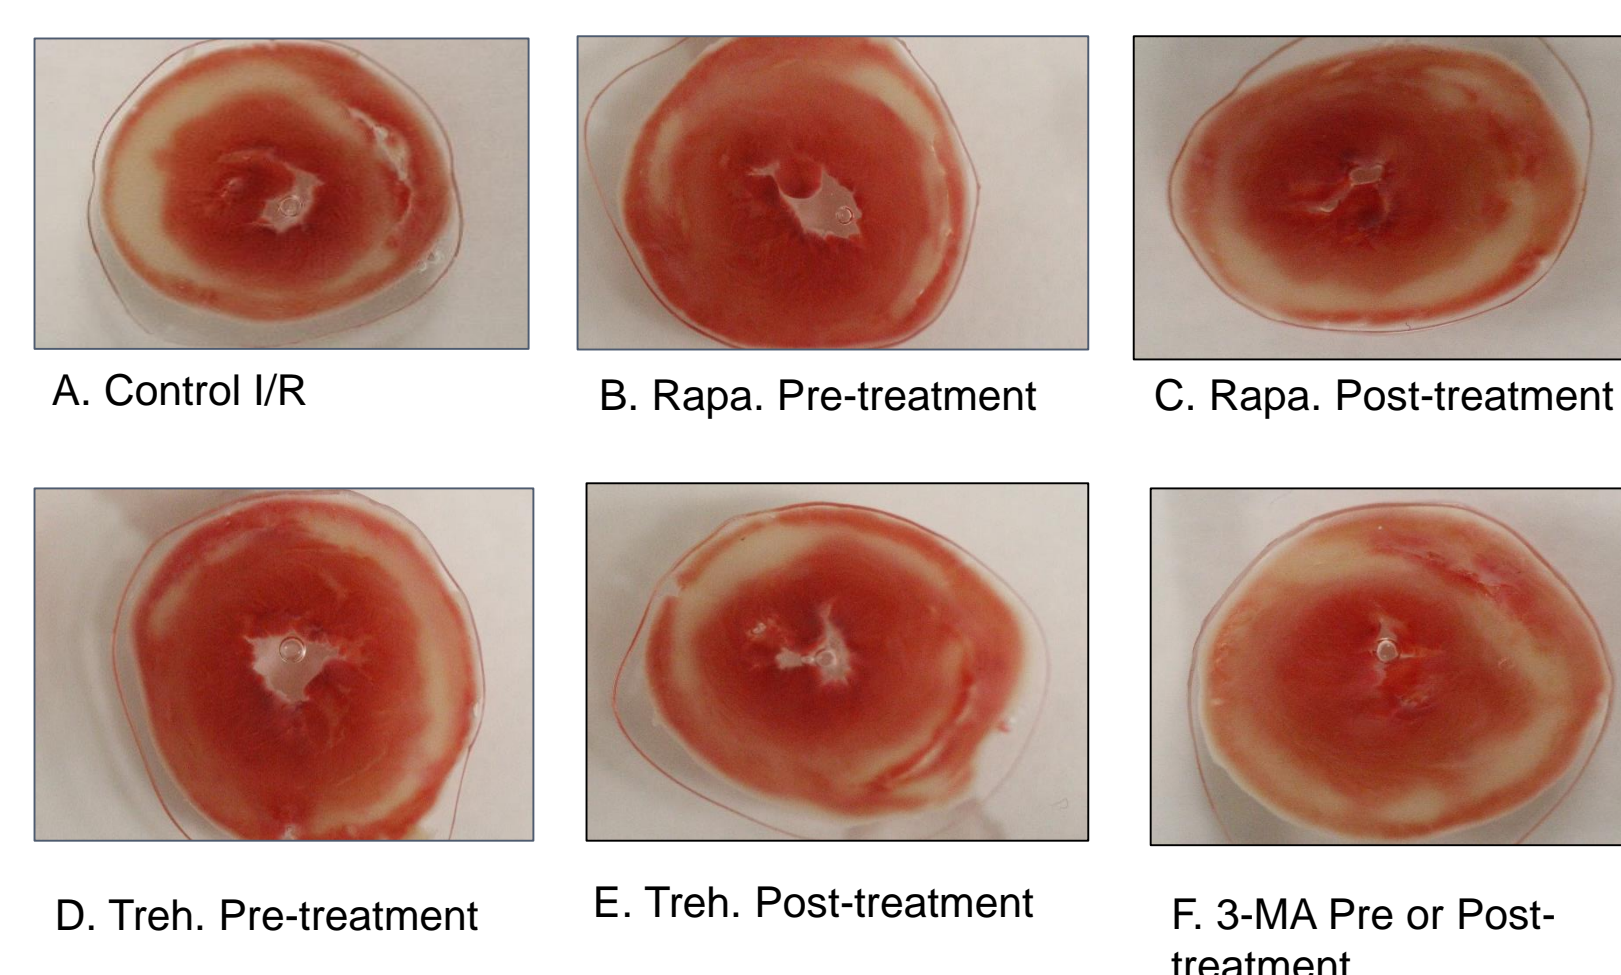 A. Control I/R
B. Rapa. Pre-treatment
C. Rapa. Post-treatment
D. Treh. Pre-treatment
E. Treh. Post-treatment
F. 3-MA Pre or Post-
treatment